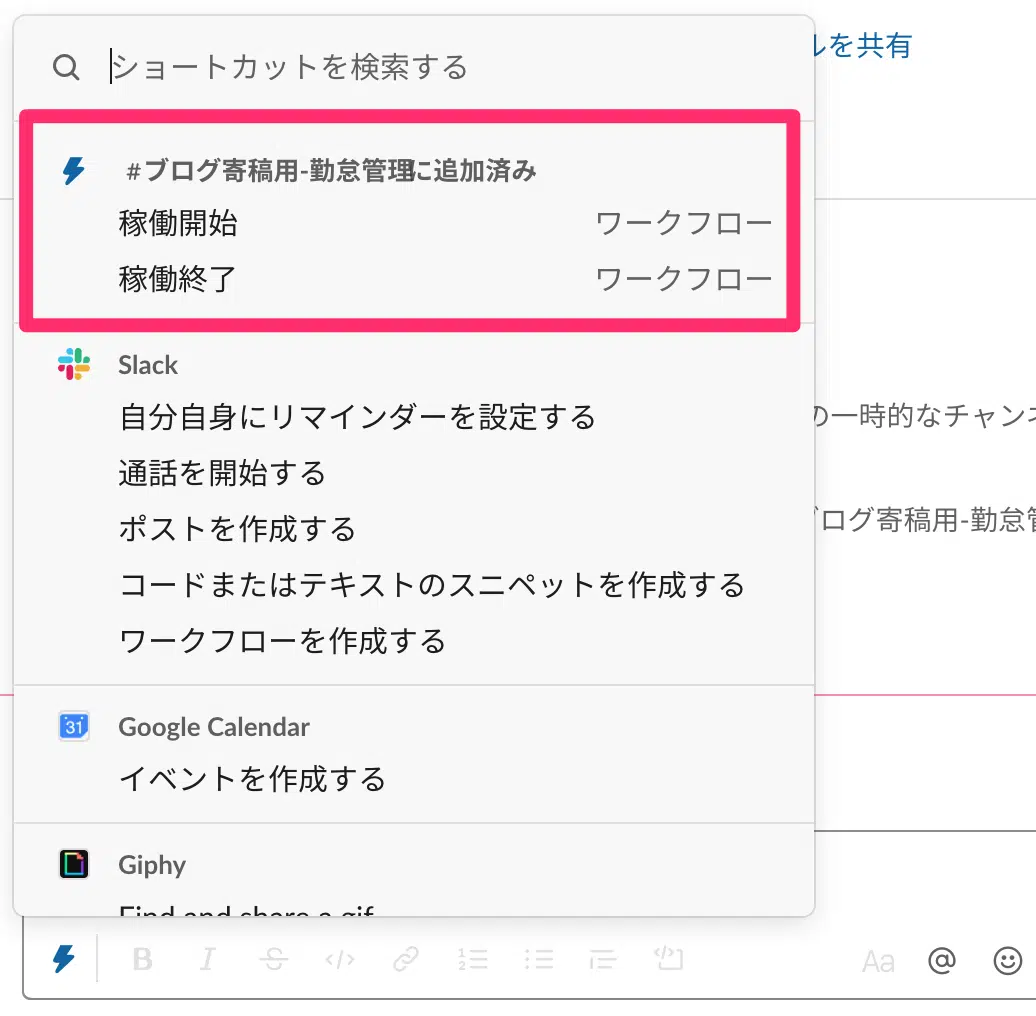 ショートカットを検索する
ルを共有
#ブログ寄稿用-勤怠管理に追加済み
稼働開始 ワークフロー
稼働終了 ワークフロー
Slack
自分自身にリマインダーを設定する
の一時的なチャンネ
通話を開始する
ポストを作成する
ブログ寄稿用-勤怠管
コードまたはテキストのスニペットを作成する
ワークフローを作成する
31 Google Calendar
イベントを作成する
Giphy
Find and share a gif
B I S </> Aa @